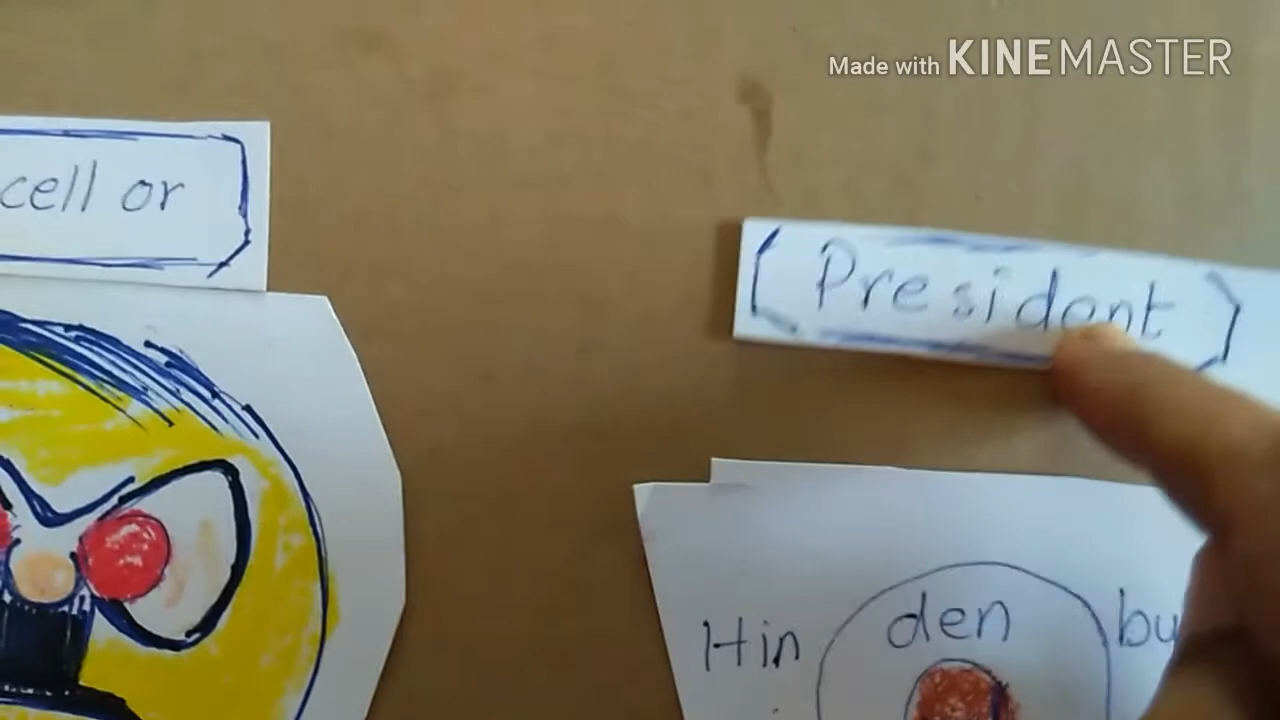 Made with KINEMASTER
cell or
( President )
Hin den bu